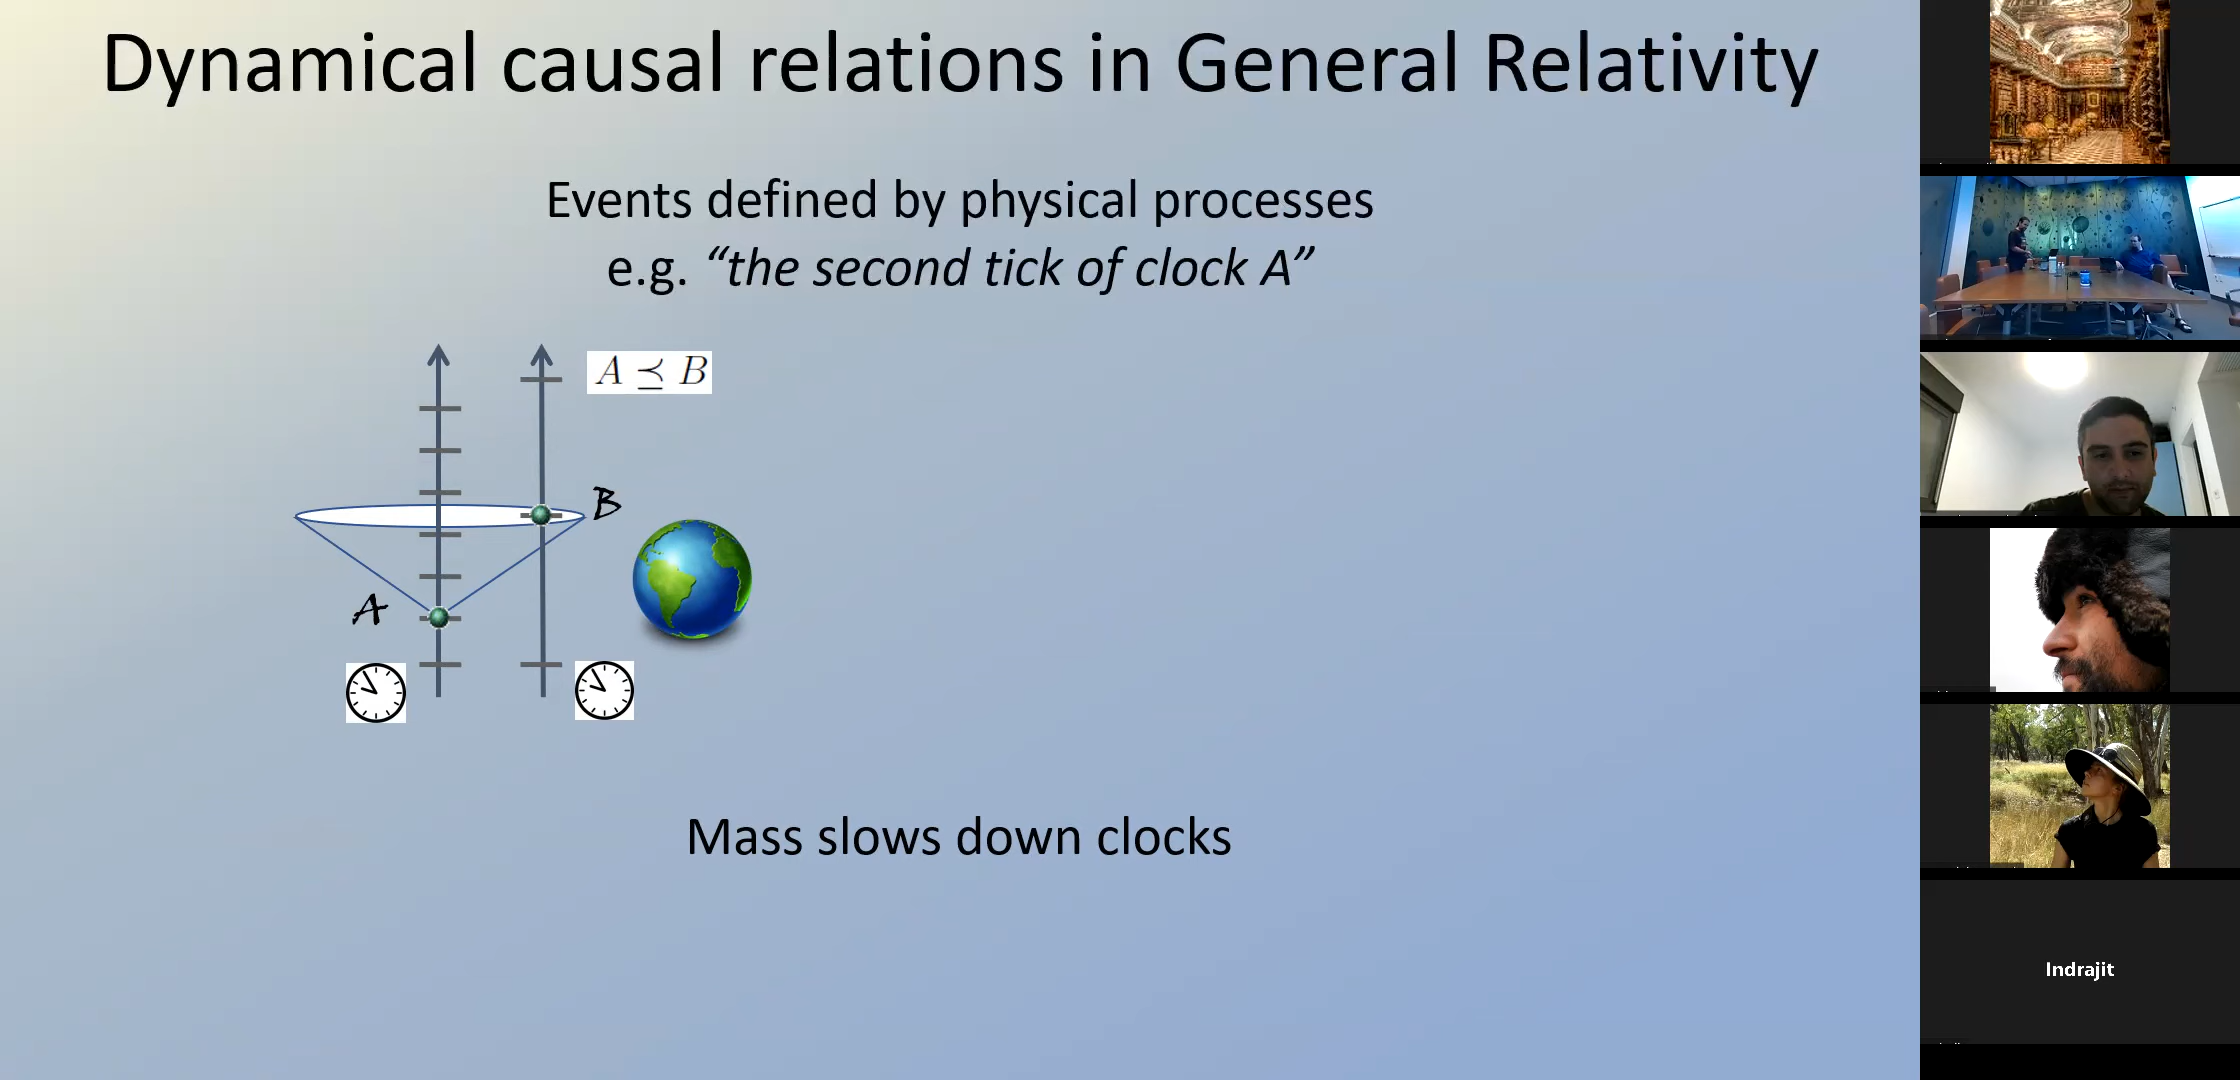 Dynamical causal relations in General Relativity
Events defined by physical processes
e.g. “the second tick of clock A”
A ⪯ B
B
A
Mass slows down clocks
Indrajit